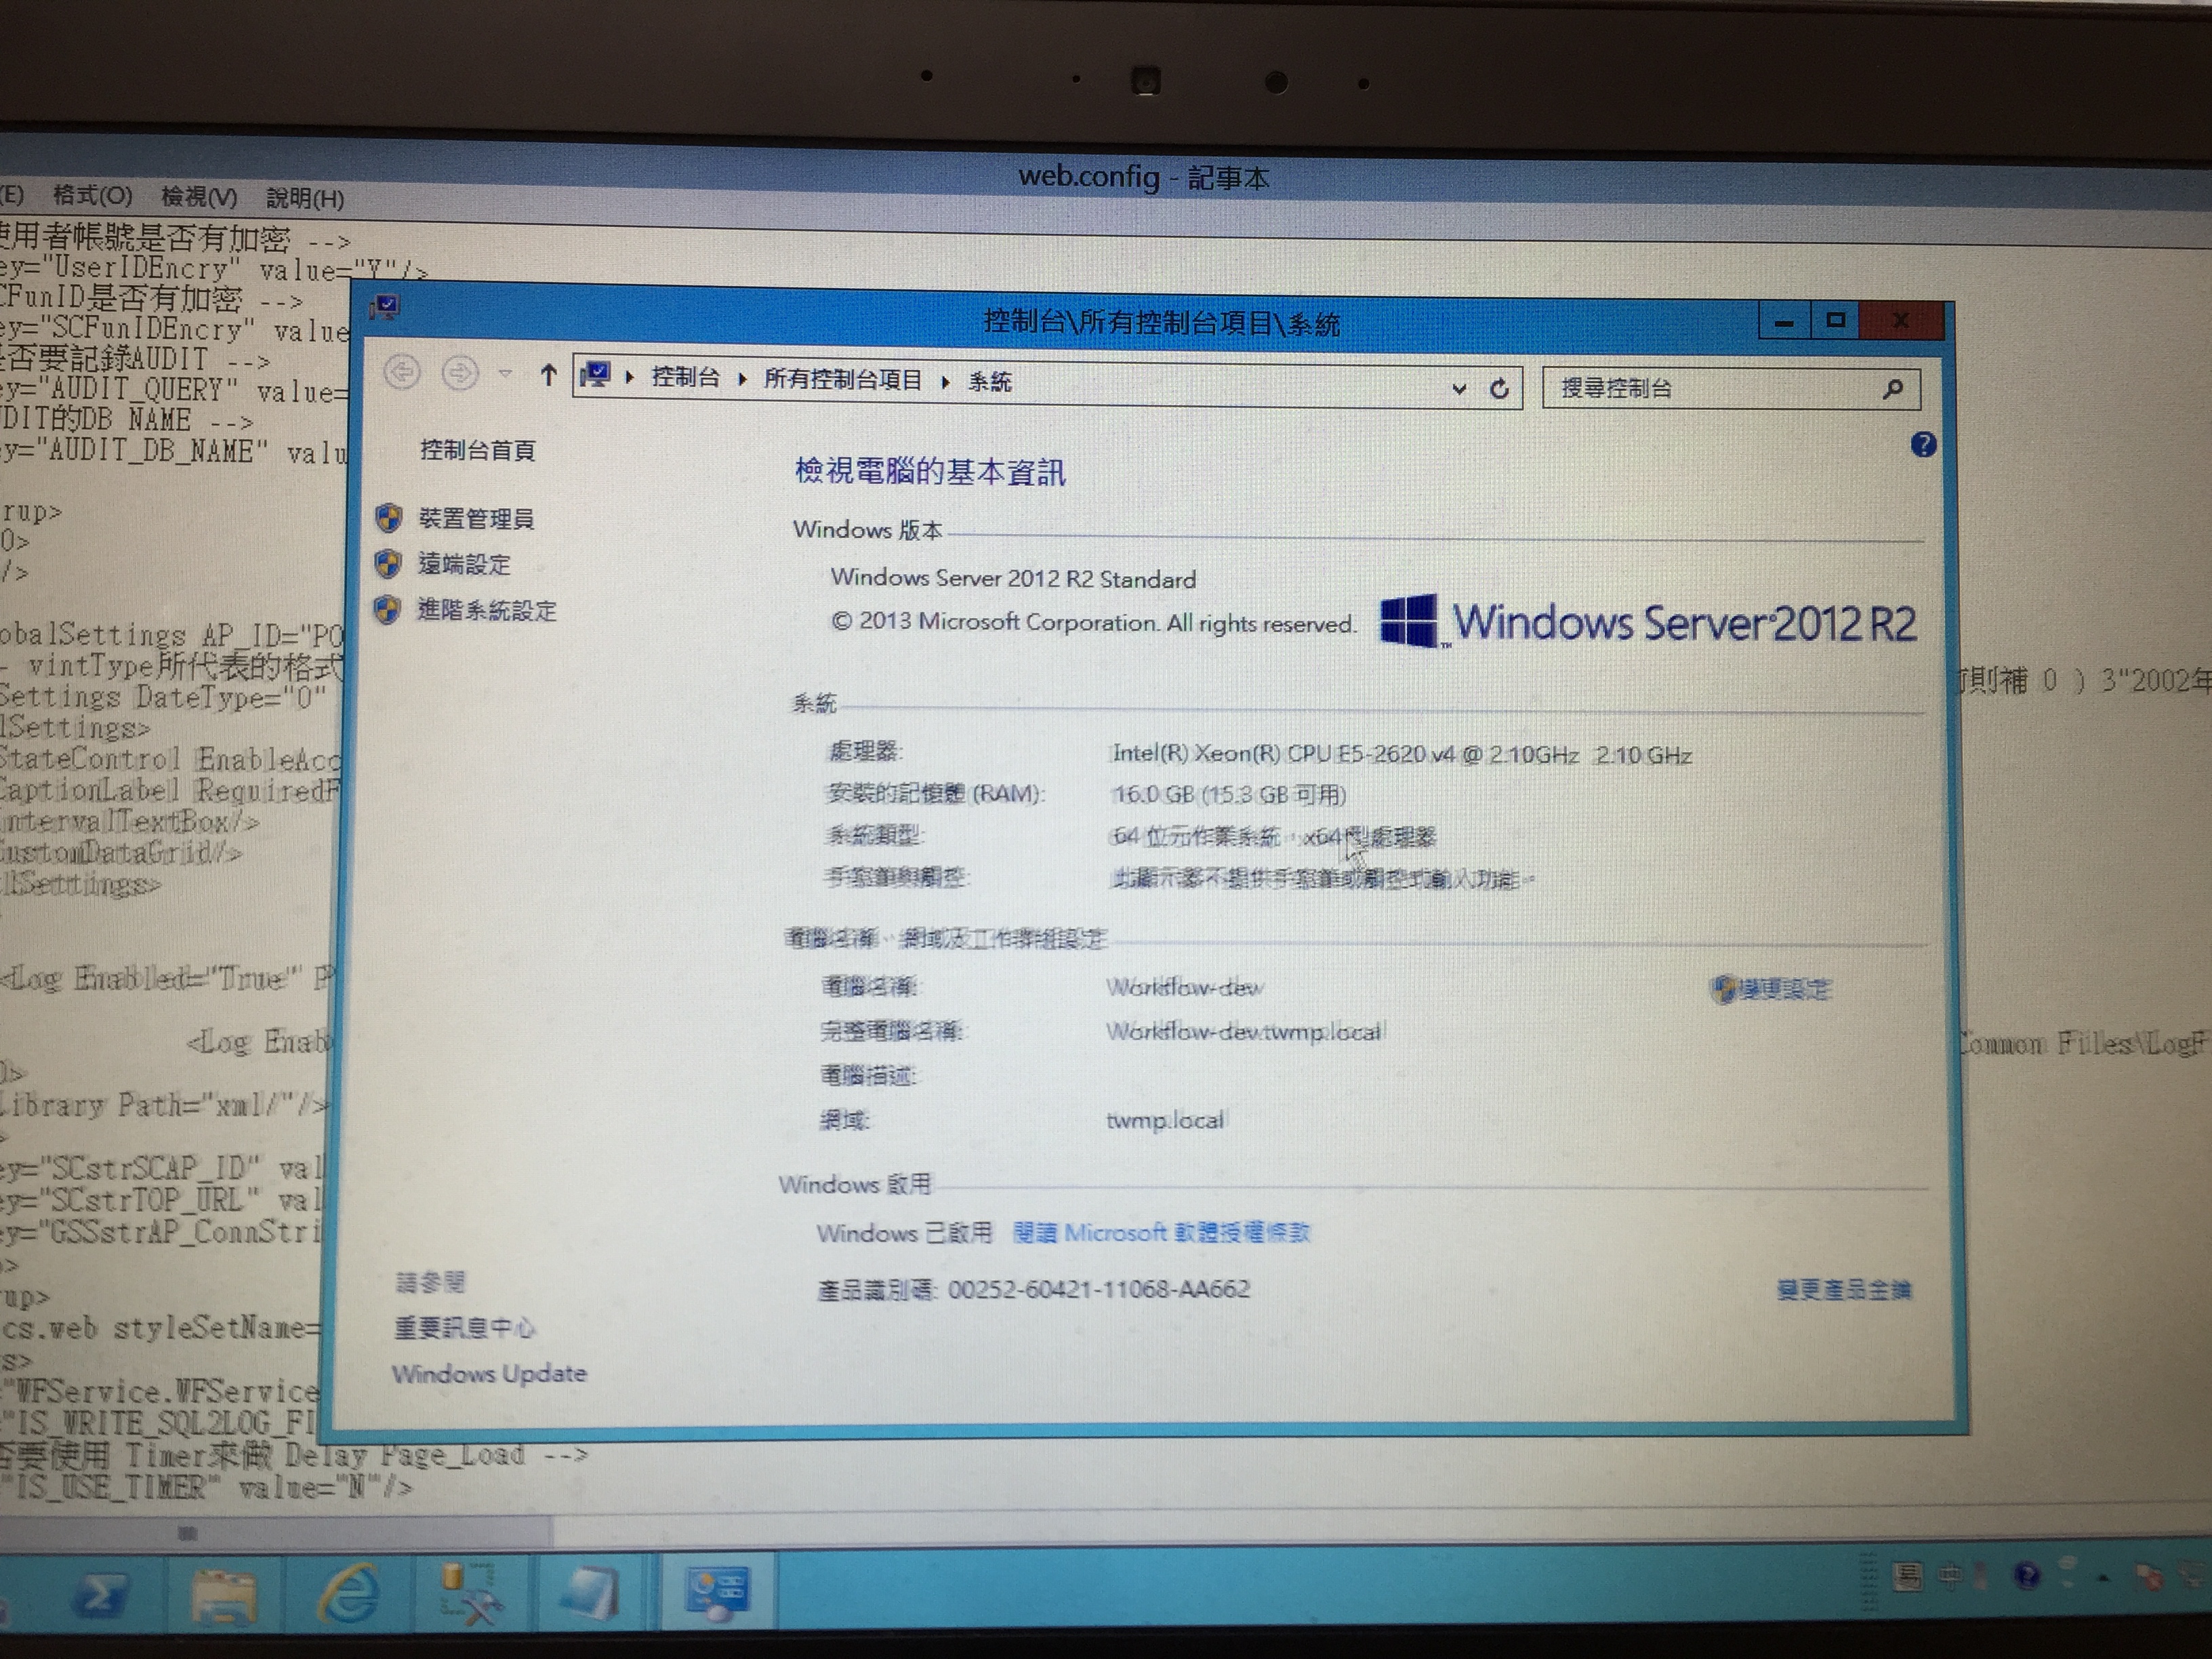 web.config - 記事本
(E) 格式(O) 檢視(V) 說明(H)
使用者帳號是否有加密 -->
ey="UserIDEncry" value="Y"/>
CFunID是否有加密 -->
ey="SCFunIDEncry" value
是否要記錄AUDIT -->
ey="AUDIT_QUERY" value=
UDIT的DB NAME -->
y="AUDIT_DB_NAME" valu
rup>
0>
/>
obalSettings AP_ID="PO
- vintType所代表的格式
則補 0 ) 3"2002年
Settings DateType="0"
lSettings>
StateControl EnableAcc
CaptionLabel RequiredF
IntervalTextBox/>
CustomDataGrid/>
lSettings>
<Log Enabled="True" P
<Log Enab
Common Files\LogF
Library Path="xml/"/>
ey="SCstrSCAP_ID" val
ey="SCstrTOP_URL" val
ey="GSSstrAP_ConnStri
>
up>
cs.web styleSetName=
s>
"WFService.WFService
"IS_WRITE_SQL2LOG_FI
否要使用 Timer來做 Delay Page_Load -->
"IS_USE_TIMER" value="N"/>
控制台\所有控制台項目\系統
控制台 所有控制台項目 系統
搜尋控制台
控制台首頁
裝置管理員
遠端設定
進階系統設定
檢視電腦的基本資訊
Windows 版本
Windows Server 2012 R2 Standard
© 2013 Microsoft Corporation. All rights reserved.
Windows Server 2012 R2
系統
處理器: Intel(R) Xeon(R) CPU E5-2620 v4 @ 2.10GHz 2.10 GHz
安裝的記憶體 (RAM): 16.0 GB (15.3 GB 可用)
系統類型: 64 位元作業系統，x64 型處理器
手寫筆與觸控: 此顯示器不提供手寫筆或觸控式輸入功能。
電腦名稱、網域及工作群組設定
電腦名稱: Workflow-dev
變更設定
完整電腦名稱: Workflow-dev.twmp.local
電腦描述:
網域: twmp.local
Windows 啟用
Windows 已啟用 閱讀 Microsoft 軟體授權條款
產品識別碼: 00252-60421-11068-AA662
變更產品金鑰
請參閱
重要訊息中心
Windows Update
中